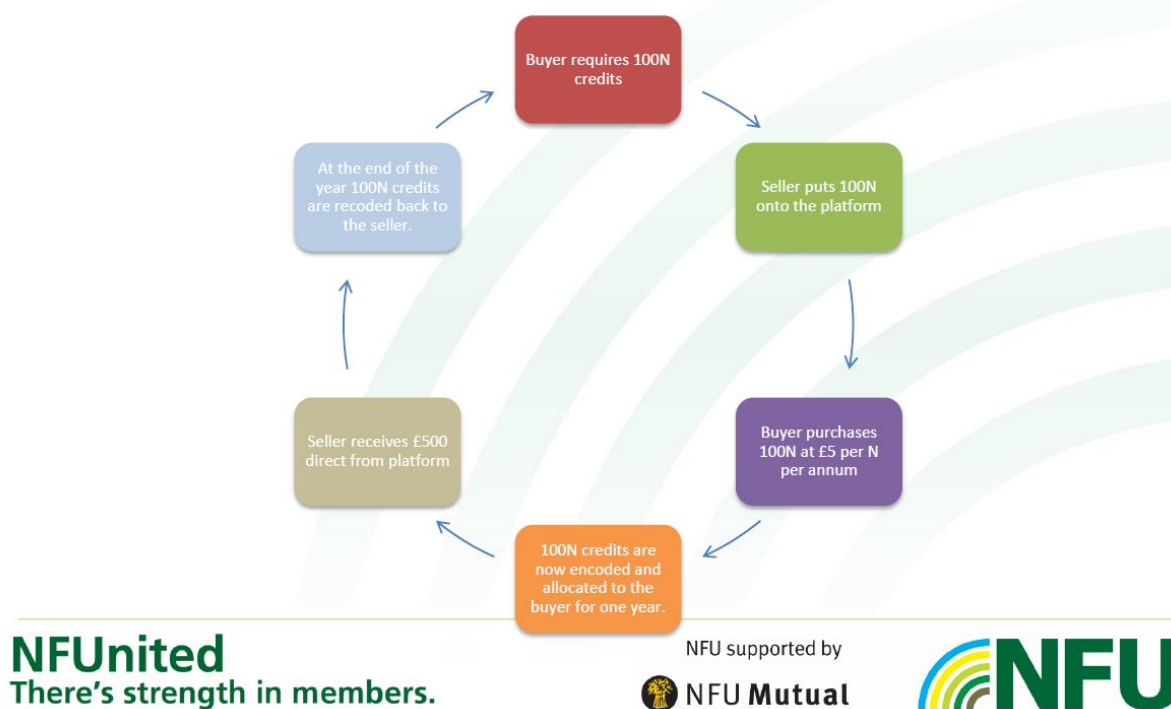 Buyer requires 100N
credits
Seller puts 100N
onto the platform
Buyer purchases
100N at £5 per N
per annum
100N credits are
now encoded and
allocated to the
buyer for one year.
Seller receives £500
direct from platform
At the end of the
year 100N credits
are recoded back to
the seller.
NFUnited
There's strength in members.
NFU supported by
NFU Mutual
NFU